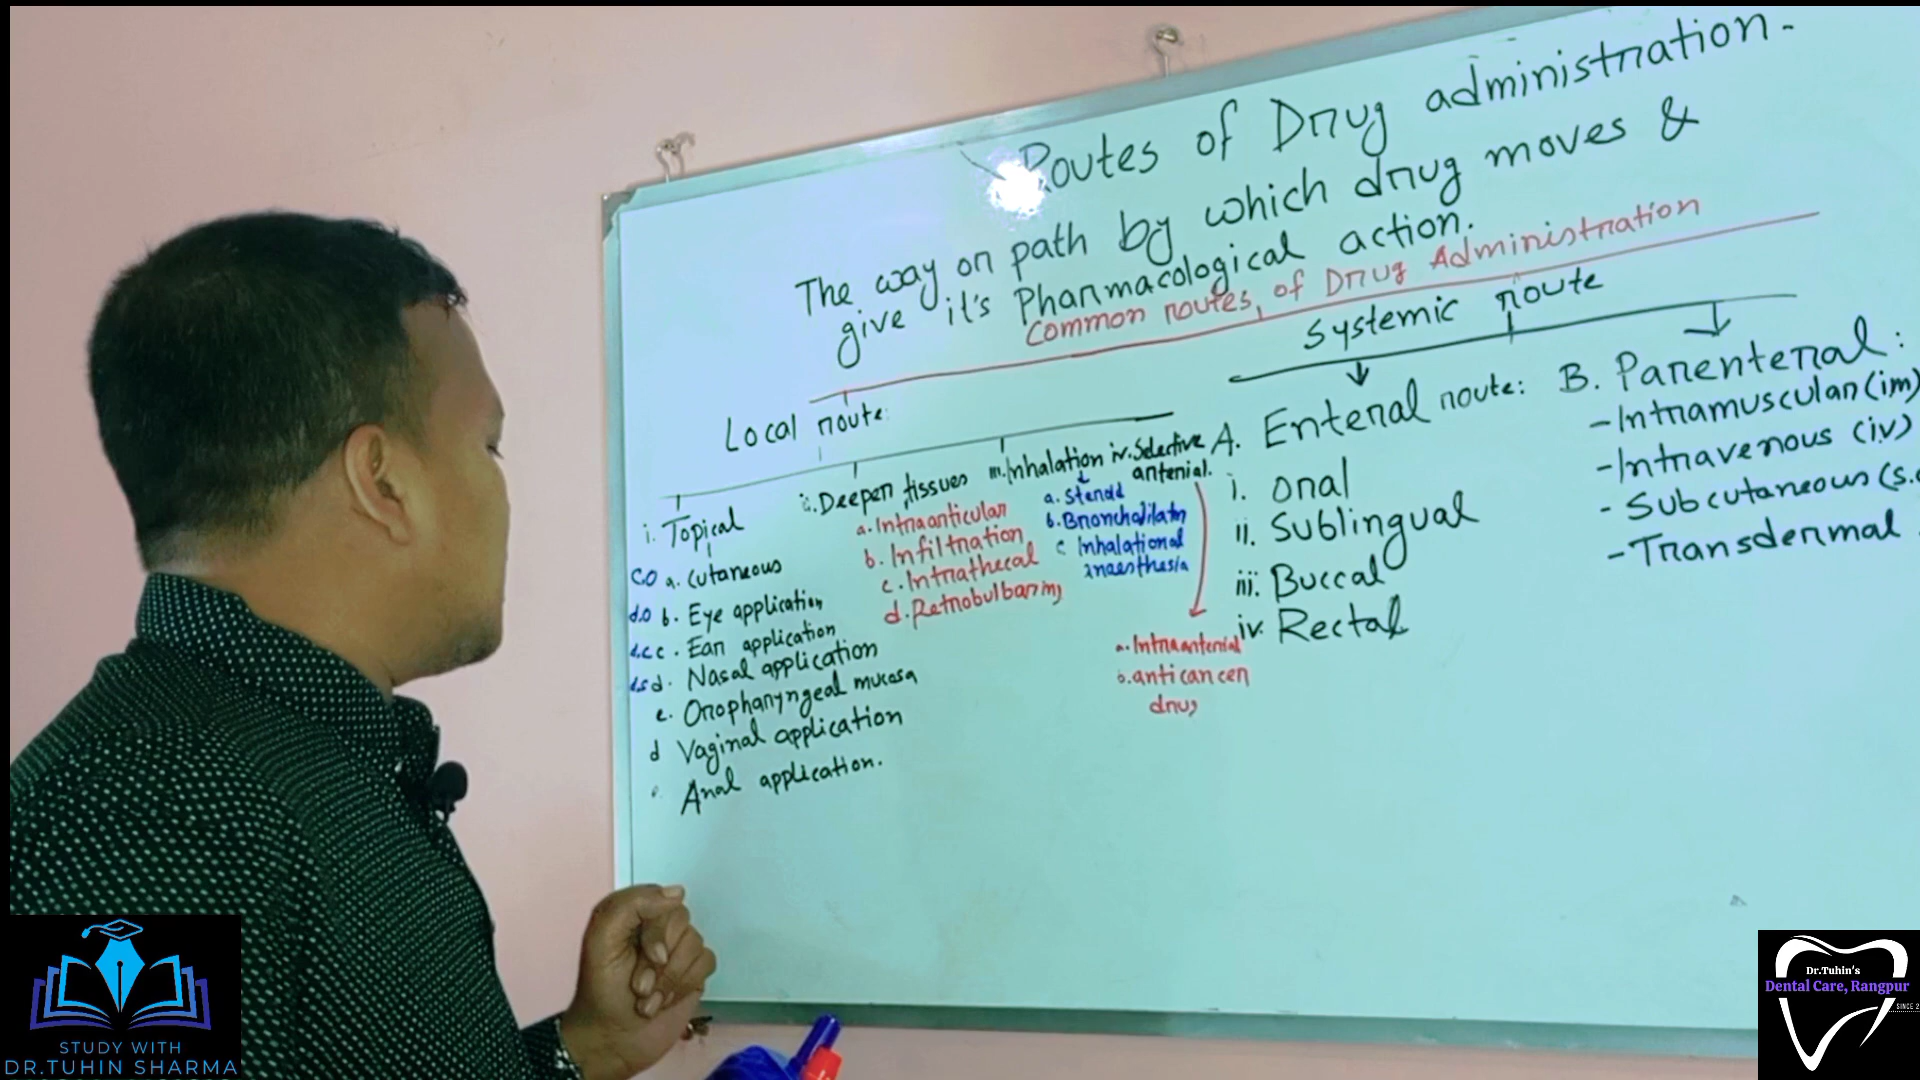 Routes of Drug administration.
The way or path by which drug moves &
give it's Pharmacological action.
Common routes, of Drug Administration
Local route:
i. Topical
a. Cutaneous
b. Eye application
c. Ear application
d. Nasal application
e. Oropharyngeal mucosa
d Vaginal application
Anal application.
ii. Deeper tissues
a. Intraarticular
b. Infiltration
c. Intrathecal
d. Retrobulbaring
iii. Inhalation
a. Steroid
b. Bronchodilator
c Inhalational
anaesthesia
iv. Selective
arterial.
a. Intraarterial
b. anticancer
drug
Systemic route
A. Enteral route:
i. oral
ii. Sublingual
iii. Buccal
iv. Rectal
B. Parenteral:
- Intramuscular (im)
- Intravenous (iv)
- Subcutaneous (s.c
- Transdermal
STUDY WITH
DR.TUHIN SHARMA
Dr.Tuhin's
Dental Care, Rangpur
SINCE 2